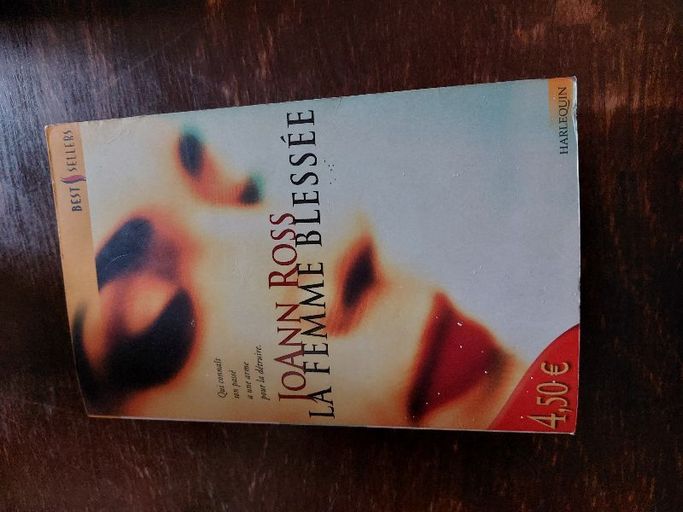 BEST SELLERS
Qui connaît
son passé
a une arme
pour la détruire.
JOANN ROSS
LA FEMME BLESSÉE
4,50 €
HARLEQUIN